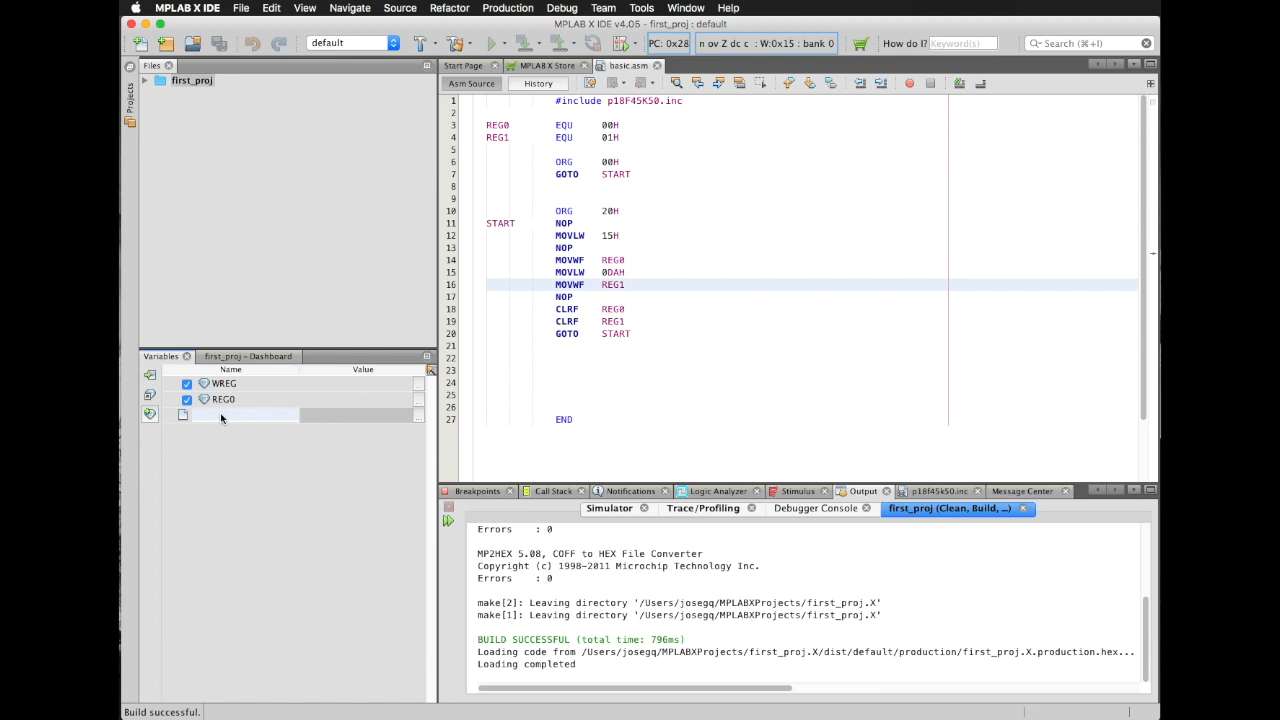 MPLAB X IDE File Edit View Navigate Source Refactor Production Debug Team Tools Window Help
MPLAB X IDE v4.05 - first_proj : default
default PC: 0x28 n ov Z dc c : W:0x15 : bank 0 How do I? Keyword(s) Search (⌘+I)
Files Start Page MPLAB X Store basic.asm
first_proj
Projects
Asm Source History
1 #include p18F45K50.inc
2
3 REG0 EQU 00H
4 REG1 EQU 01H
5
6 ORG 00H
7 GOTO START
8
9
10 ORG 20H
11 START NOP
12 MOVLW 15H
13 NOP
14 MOVWF REG0
15 MOVLW 0DAH
16 MOVWF REG1
17 NOP
18 CLRF REG0
19 CLRF REG1
20 GOTO START
21
22
23
24
25
26
27 END
Variables first_proj - Dashboard
Name Value
WREG
REG0
Breakpoints Call Stack Notifications Logic Analyzer Stimulus Output p18f45k50.inc Message Center
Simulator Trace/Profiling Debugger Console first_proj (Clean, Build, ...)
Errors : 0
MP2HEX 5.08, COFF to HEX File Converter
Copyright (c) 1998-2011 Microchip Technology Inc.
Errors : 0
make[2]: Leaving directory '/Users/josegq/MPLABXProjects/first_proj.X'
make[1]: Leaving directory '/Users/josegq/MPLABXProjects/first_proj.X'
BUILD SUCCESSFUL (total time: 796ms)
Loading code from /Users/josegq/MPLABXProjects/first_proj.X/dist/default/production/first_proj.X.production.hex...
Loading completed
Build successful.